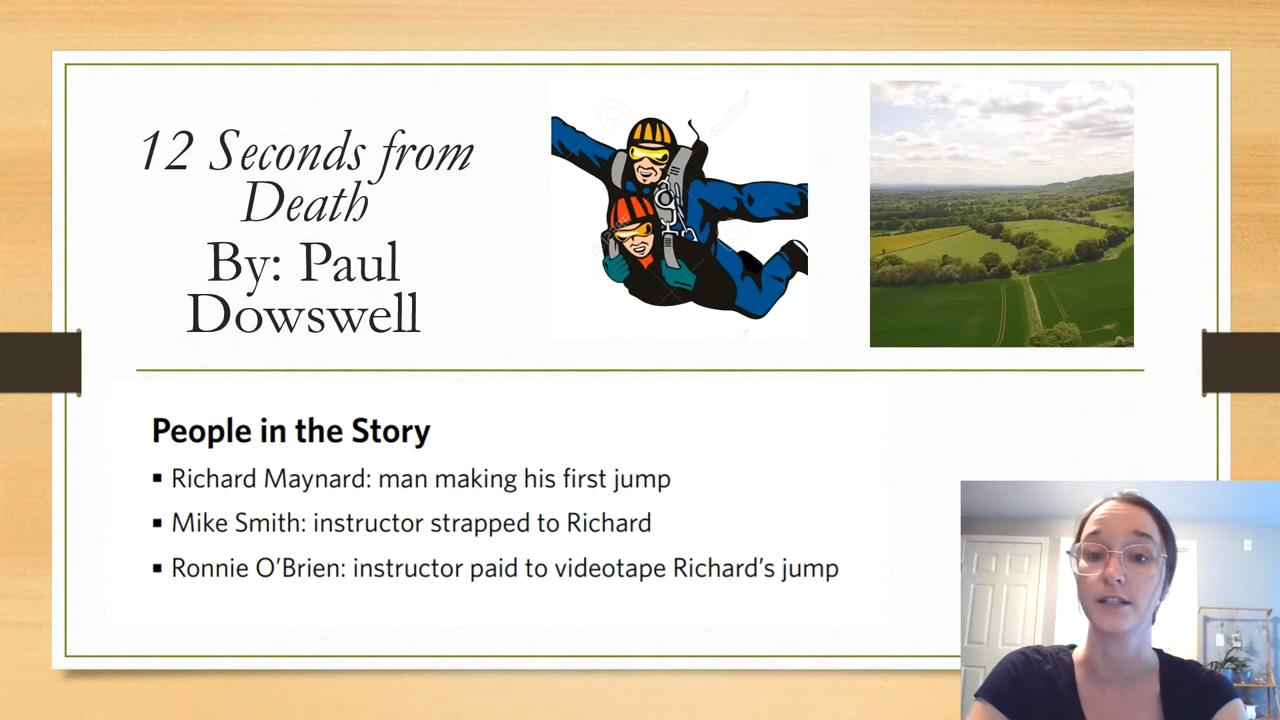 12 Seconds from
Death
By: Paul
Dowswell
People in the Story
▪ Richard Maynard: man making his first jump
▪ Mike Smith: instructor strapped to Richard
▪ Ronnie O’Brien: instructor paid to videotape Richard’s jump